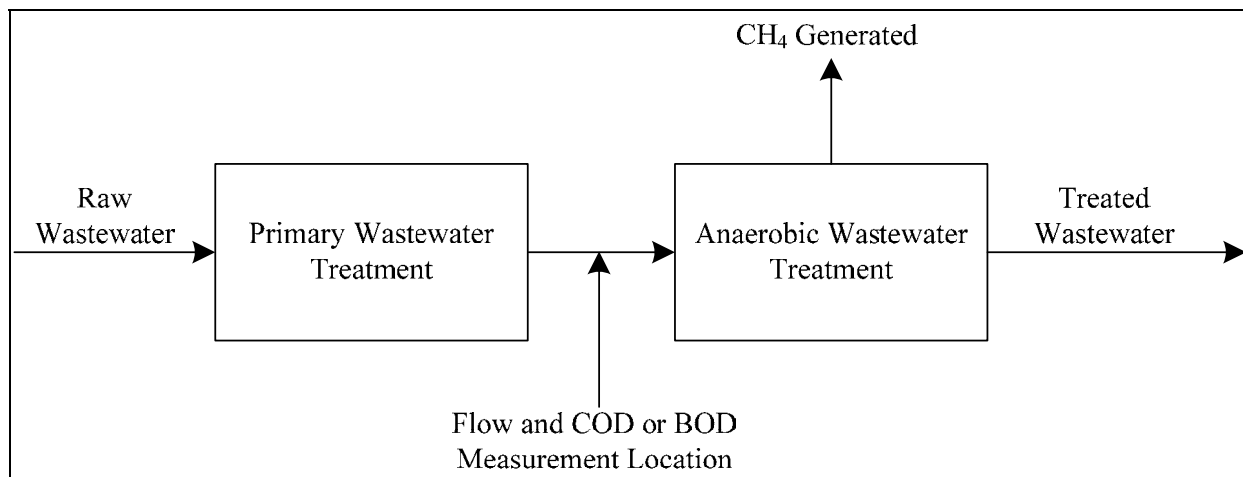 CH₄ Generated
Raw
Wastewater
Primary Wastewater
Treatment
Anaerobic Wastewater
Treatment
Treated
Wastewater
Flow and COD or BOD
Measurement Location